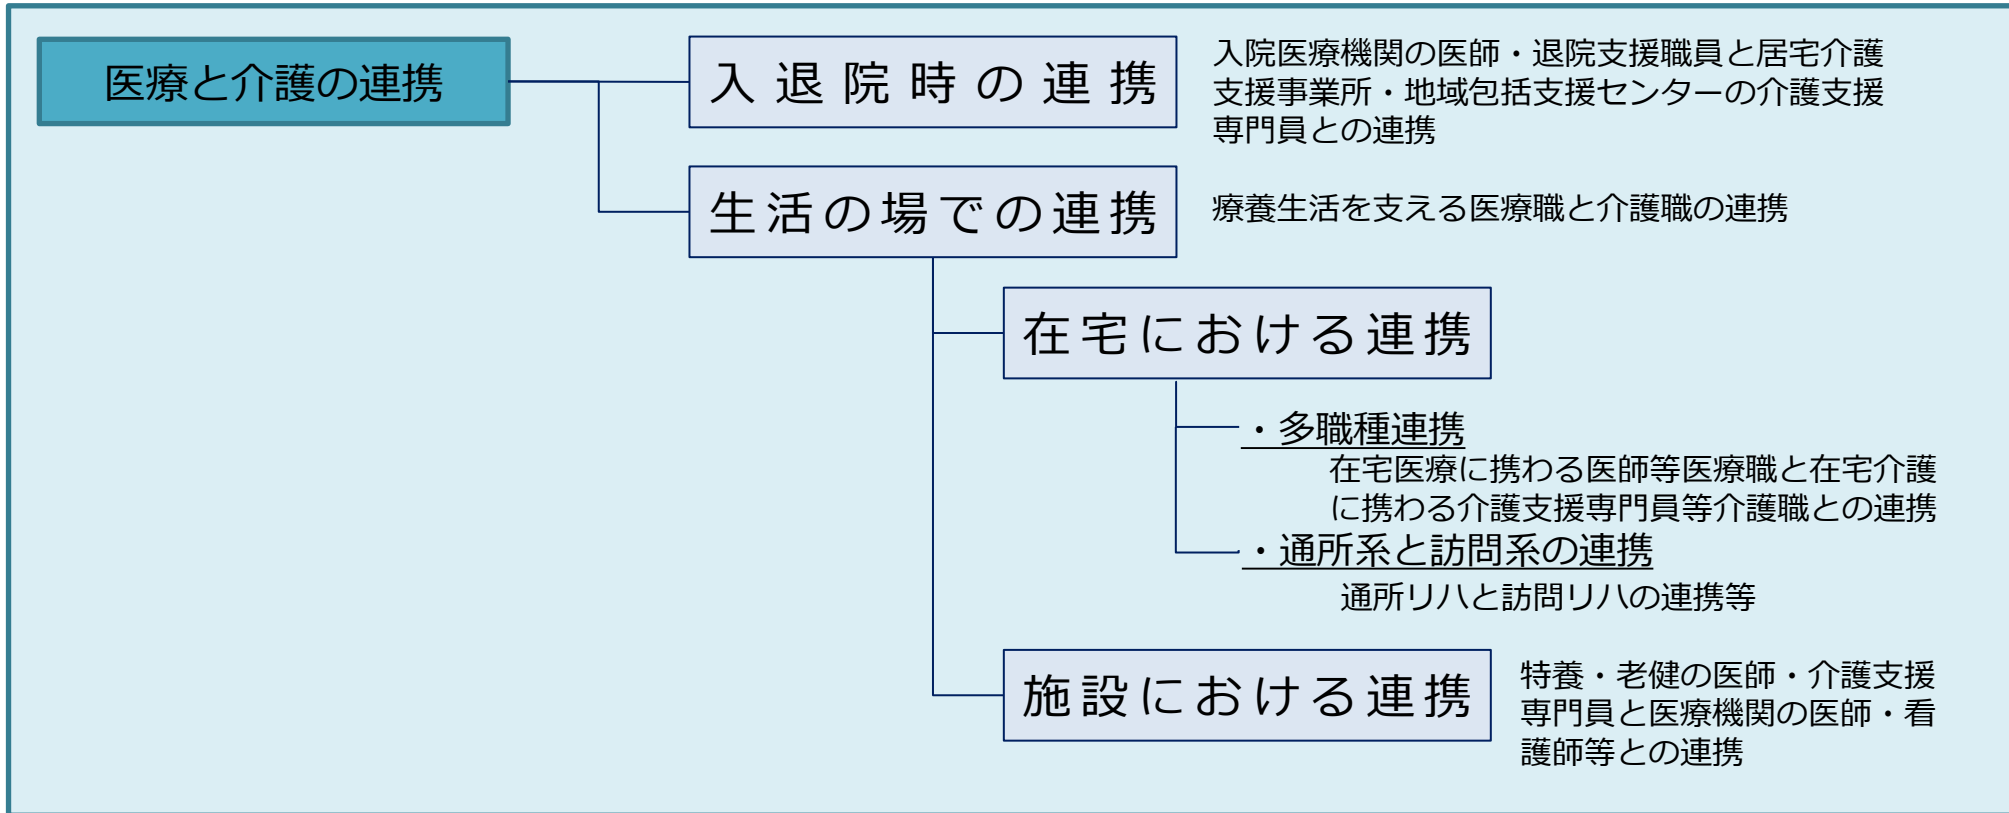 医療と介護の連携
入退院時の連携
入院医療機関の医師・退院支援職員と居宅介護
支援事業所・地域包括支援センターの介護支援
専門員との連携
生活の場での連携
療養生活を支える医療職と介護職の連携
在宅における連携
・多職種連携
在宅医療に携わる医師等医療職と在宅介護
に携わる介護支援専門員等介護職との連携
・通所系と訪問系の連携
通所リハと訪問リハの連携等
施設における連携
特養・老健の医師・介護支援
専門員と医療機関の医師・看
護師等との連携